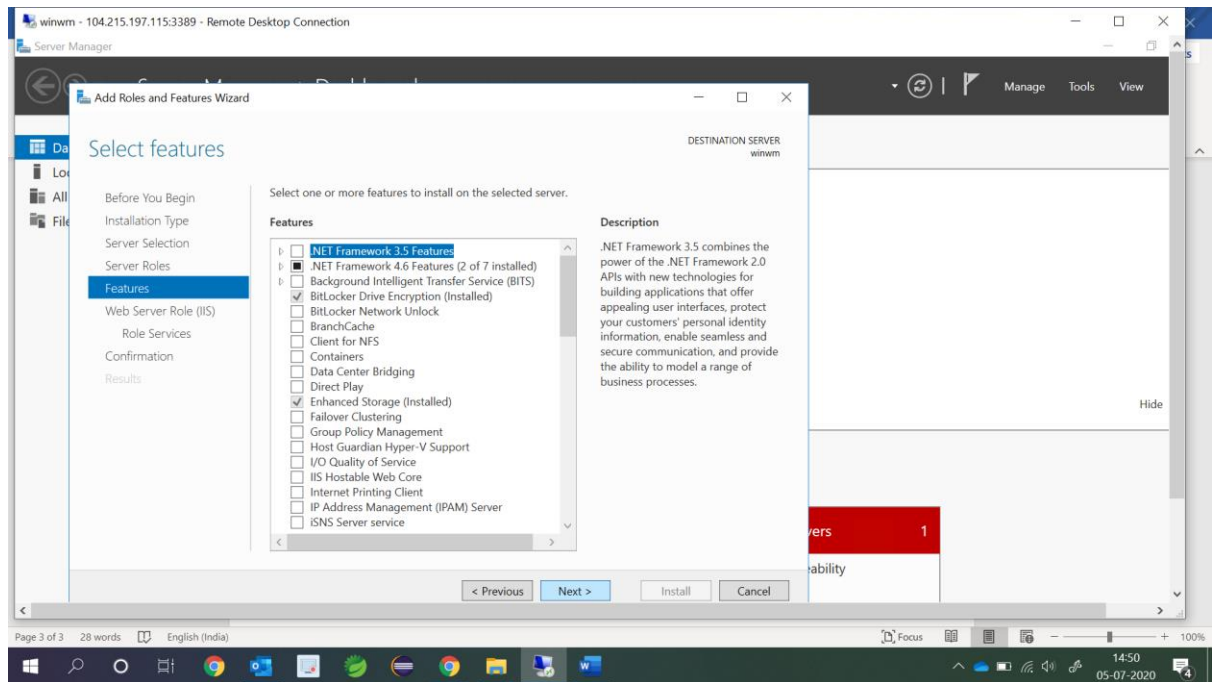 winwm - 104.215.197.115:3389 - Remote Desktop Connection
Server Manager
Manage Tools View
Add Roles and Features Wizard
Select features
DESTINATION SERVER
winwm
Before You Begin
Installation Type
Server Selection
Server Roles
Features
Web Server Role (IIS)
Role Services
Confirmation
Results
Select one or more features to install on the selected server.
Features
.NET Framework 3.5 Features
.NET Framework 4.6 Features (2 of 7 installed)
Background Intelligent Transfer Service (BITS)
BitLocker Drive Encryption (Installed)
BitLocker Network Unlock
BranchCache
Client for NFS
Containers
Data Center Bridging
Direct Play
Enhanced Storage (Installed)
Failover Clustering
Group Policy Management
Host Guardian Hyper-V Support
I/O Quality of Service
IIS Hostable Web Core
Internet Printing Client
IP Address Management (IPAM) Server
iSNS Server service
Description
.NET Framework 3.5 combines the
power of the .NET Framework 2.0
APIs with new technologies for
building applications that offer
appealing user interfaces, protect
your customers' personal identity
information, enable seamless and
secure communication, and provide
the ability to model a range of
business processes.
Hide
1
< Previous Next > Install Cancel
Page 3 of 3 28 words English (India)
Focus 100%
14:50
05-07-2020
4